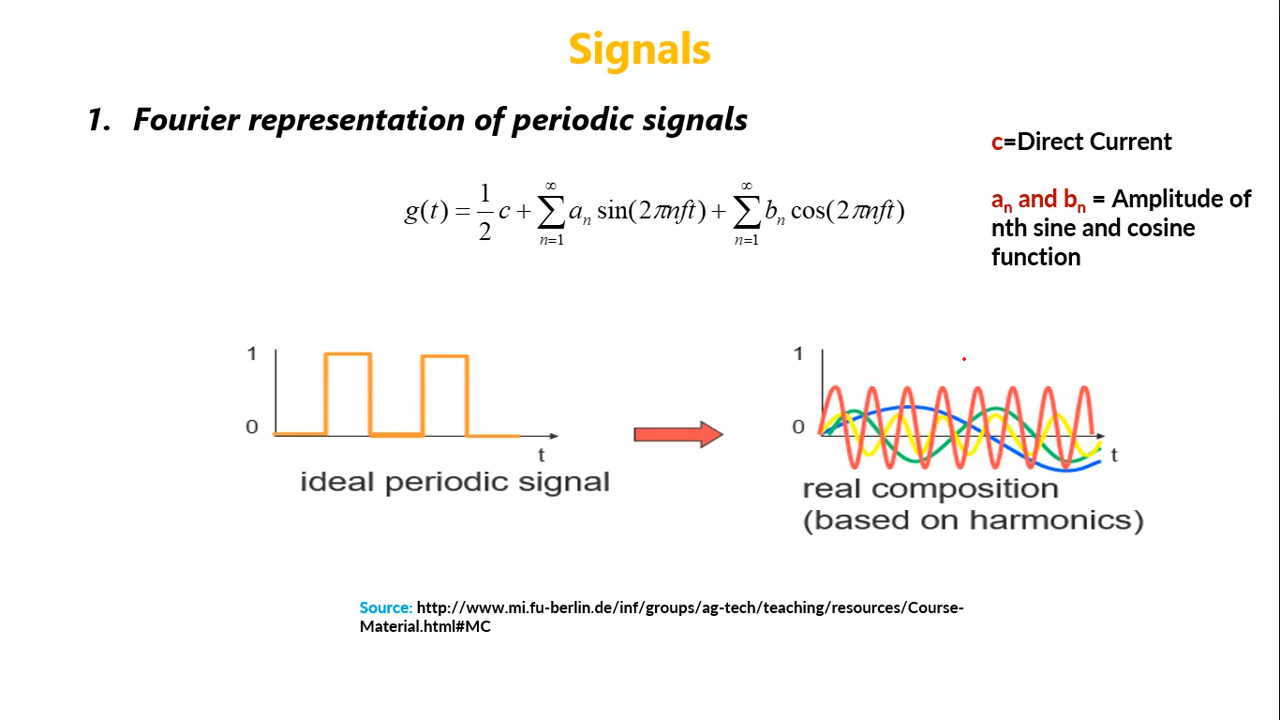 Signals
1. Fourier representation of periodic signals
c=Direct Current
g(t) = 1/2 c + ∑_{n=1}^{∞} a_n sin(2πnft) + ∑_{n=1}^{∞} b_n cos(2πnft)
a_n and b_n = Amplitude of
nth sine and cosine
function
1
0
t
ideal periodic signal
1
0
t
real composition
(based on harmonics)
Source: http://www.mi.fu-berlin.de/inf/groups/ag-tech/teaching/resources/Course-
Material.html#MC